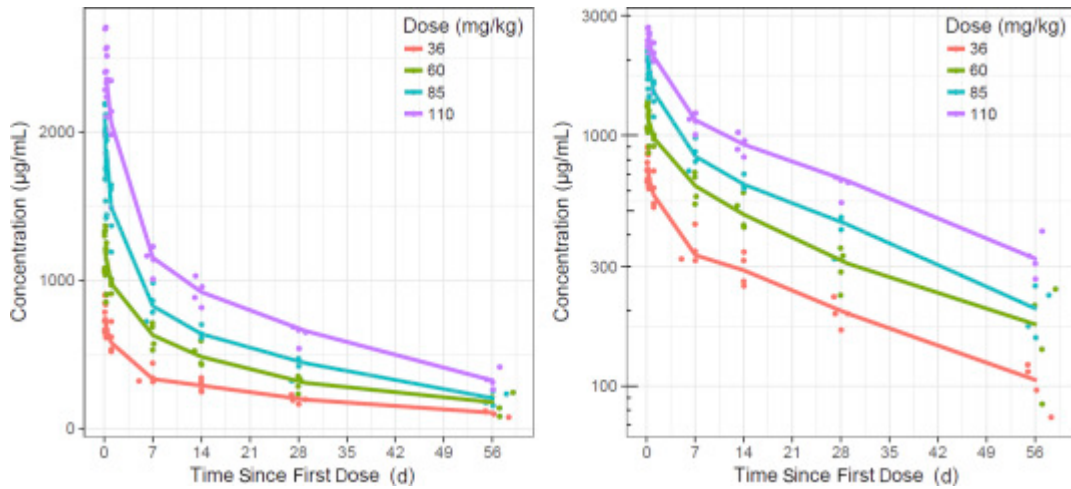 Dose (mg/kg)
36
60
85
110
2000
1000
0
Concentration (µg/mL)
0 7 14 21 28 35 42 49 56
Time Since First Dose (d)
3000
Dose (mg/kg)
36
60
85
110
1000
300
100
Concentration (µg/mL)
0 7 14 21 28 35 42 49 56
Time Since First Dose (d)